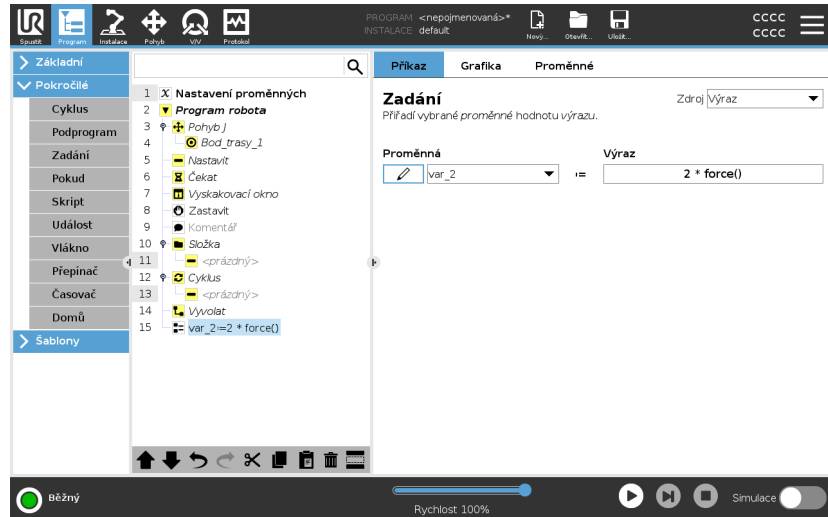 UR
PROGRAM <nepojmenovaná>*
INSTALACE default
CCCC
CCCC
Spustit Program Instalace Pohyb V/V Protokol
Nový... Otevřít... Uložit...
Základní
Pokročilé
Cyklus
Podprogram
Zadání
Pokud
Skript
Událost
Vlákno
Přepínač
Časovač
Domů
Šablony
1 X Nastavení proměnných
2 Program robota
3 Pohyb J
4 Bod_trasy_1
5 Nastavit
6 Čekat
7 Vyskakovací okno
8 Zastavit
9 Komentář
10 Složka
11 <prázdný>
12 Cyklus
13 <prázdný>
14 Vyvolat
15 var_2≔2 * force()
Příkaz Grafika Proměnné
Zadání
Zdroj Výraz
Přiřadí vybrané proměnné hodnotu výrazu.
Proměnná Výraz
var_2 ≔ 2 * force()
Běžný
Rychlost 100%
Simulace